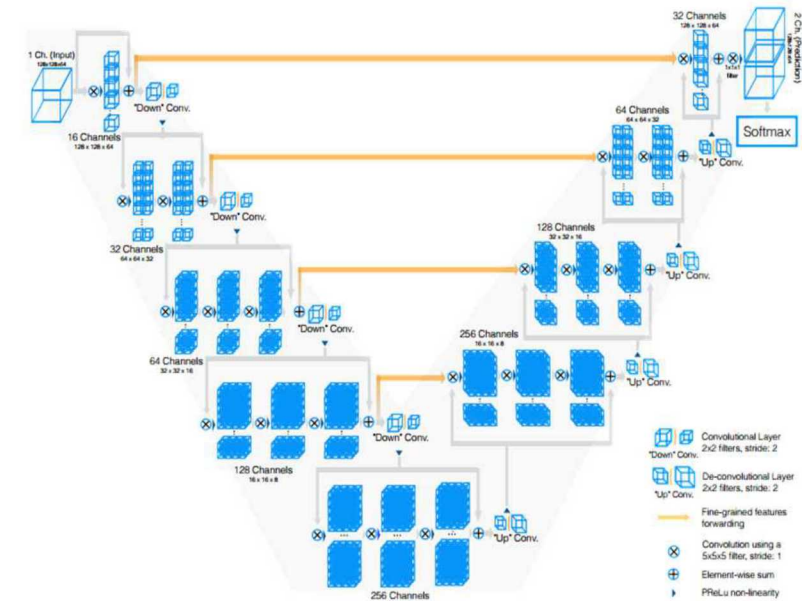 1 Ch. (Input)
128x128x64
"Down" Conv.
16 Channels
128 x 128 x 64
"Down" Conv.
32 Channels
64 x 64 x 32
"Down" Conv.
64 Channels
32 x 32 x 16
"Down" Conv.
128 Channels
16 x 16 x 8
256 Channels
"Up" Conv.
256 Channels
16 x 16 x 8
"Up" Conv.
128 Channels
32 x 32 x 16
"Up" Conv.
64 Channels
64 x 64 x 32
"Up" Conv.
32 Channels
128 x 128 x 64
1x1x1
filter
2 Ch. (Prediction)
Softmax
Convolutional Layer
2x2 filters, stride: 2
"Down" Conv.
De-convolutional Layer
2x2 filters, stride: 2
"Up" Conv.
Fine-grained features
forwarding
Convolution using a
5x5x5 filter, stride: 1
Element-wise sum
PReLu non-linearity